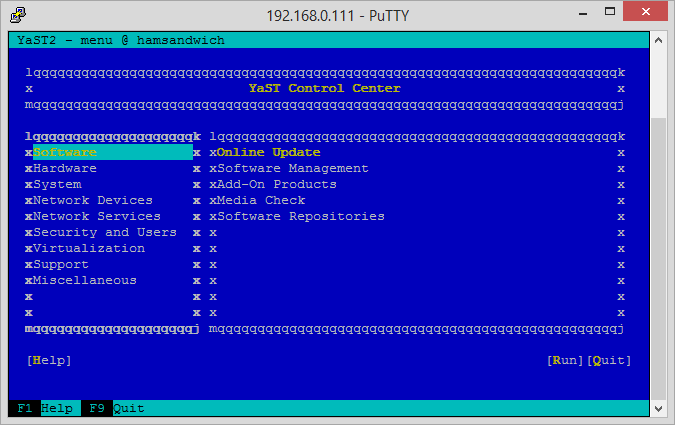 192.168.0.111 - PuTTY
YaST2 - menu @ hamsandwich
lqqqqqqqqqqqqqqqqqqqqqqqqqqqqqqqqqqqqqqqqqqqqqqqqqqqqqqqqqqqqqqqqqqqqqqqqqk
x YaST Control Center x
mqqqqqqqqqqqqqqqqqqqqqqqqqqqqqqqqqqqqqqqqqqqqqqqqqqqqqqqqqqqqqqqqqqqqqqqqqj
lqqqqqqqqqqqqqqqqqqqqk lqqqqqqqqqqqqqqqqqqqqqqqqqqqqqqqqqqqqqqqqqqqqqqqqqqk
xSoftware x xOnline Update x
xHardware x xSoftware Management x
xSystem x xAdd-On Products x
xNetwork Devices x xMedia Check x
xNetwork Services x xSoftware Repositories x
xSecurity and Users x x x
xVirtualization x x x
xSupport x x x
xMiscellaneous x x x
x x x x
x x x x
mqqqqqqqqqqqqqqqqqqqqj mqqqqqqqqqqqqqqqqqqqqqqqqqqqqqqqqqqqqqqqqqqqqqqqqqqj
[Help] [Run][Quit]
F1 Help F9 Quit